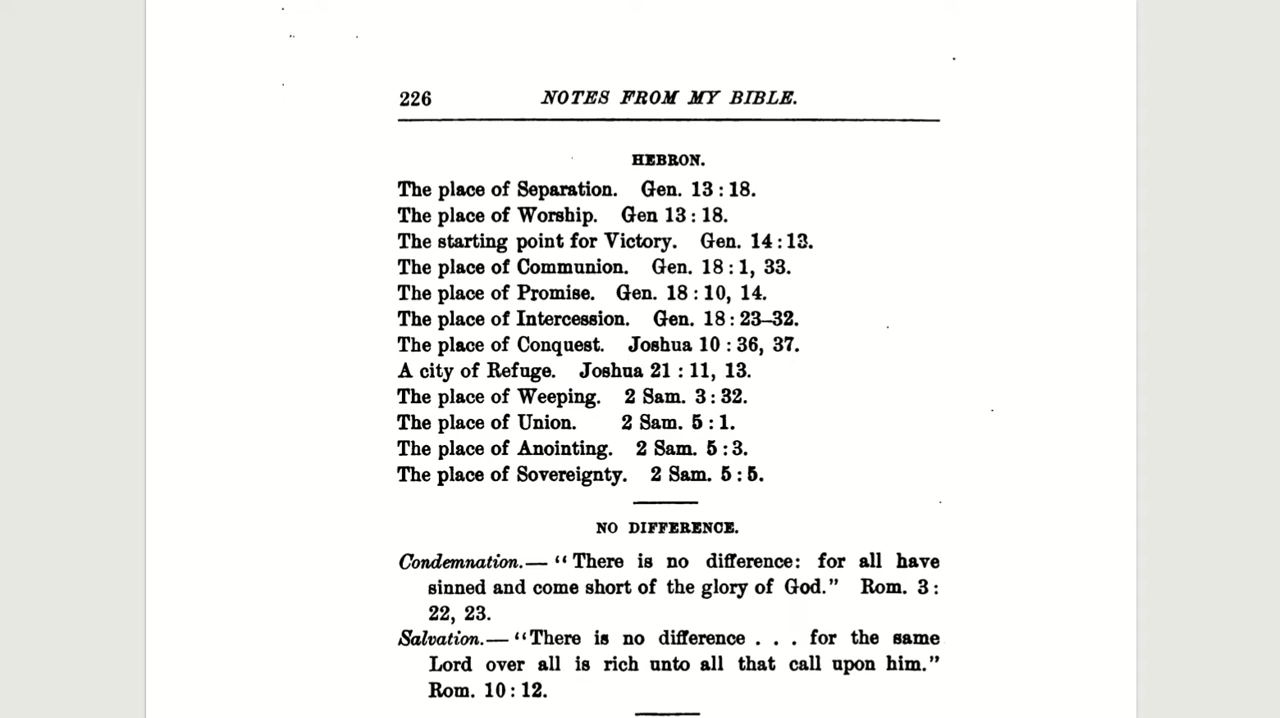 226 NOTES FROM MY BIBLE.
HEBRON.
The place of Separation. Gen. 13 : 18.
The place of Worship. Gen 13 : 18.
The starting point for Victory. Gen. 14 : 13.
The place of Communion. Gen. 18 : 1, 33.
The place of Promise. Gen. 18 : 10, 14.
The place of Intercession. Gen. 18 : 23–32.
The place of Conquest. Joshua 10 : 36, 37.
A city of Refuge. Joshua 21 : 11, 13.
The place of Weeping. 2 Sam. 3 : 32.
The place of Union. 2 Sam. 5 : 1.
The place of Anointing. 2 Sam. 5 : 3.
The place of Sovereignty. 2 Sam. 5 : 5.
NO DIFFERENCE.
Condemnation.— “ There is no difference: for all have
sinned and come short of the glory of God.” Rom. 3 :
22, 23.
Salvation.— “There is no difference . . . for the same
Lord over all is rich unto all that call upon him.”
Rom. 10 : 12.